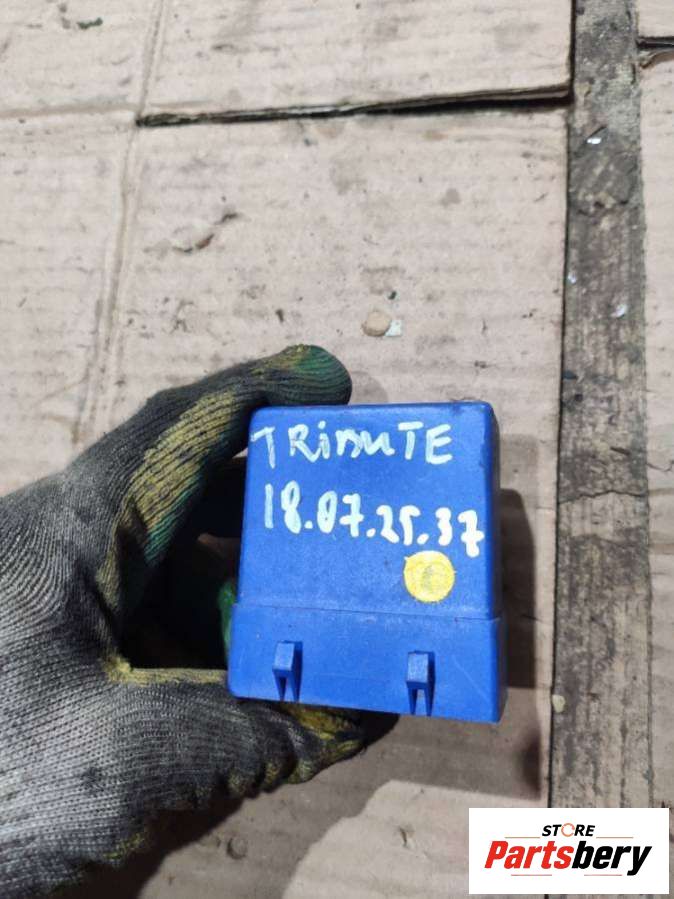 TRiBUTE
18.07.25.37
STORE
Partsbery